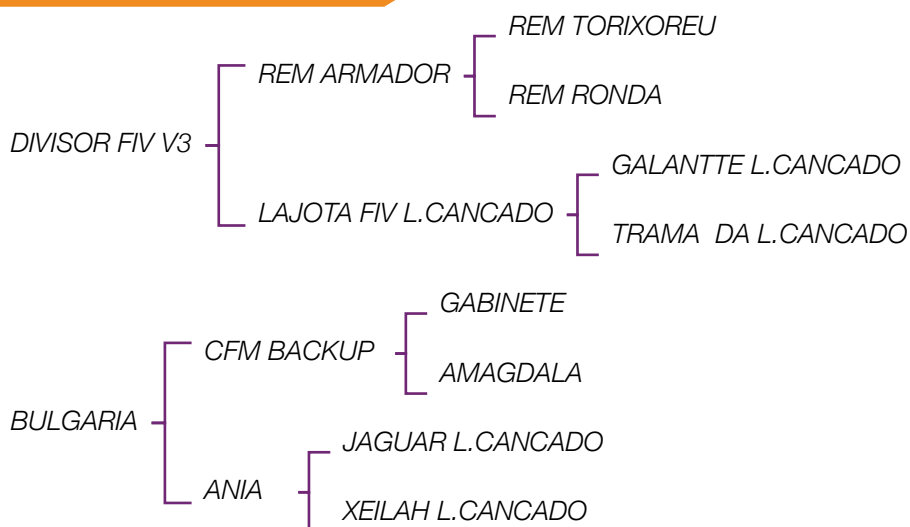 REM TORIXOREU
REM ARMADOR
REM RONDA
DIVISOR FIV V3
GALANTTE L.CANCADO
LAJOTA FIV L.CANCADO
TRAMA DA L.CANCADO
GABINETE
CFM BACKUP
AMAGDALA
BULGARIA
JAGUAR L.CANCADO
ANIA
XEILAH L.CANCADO